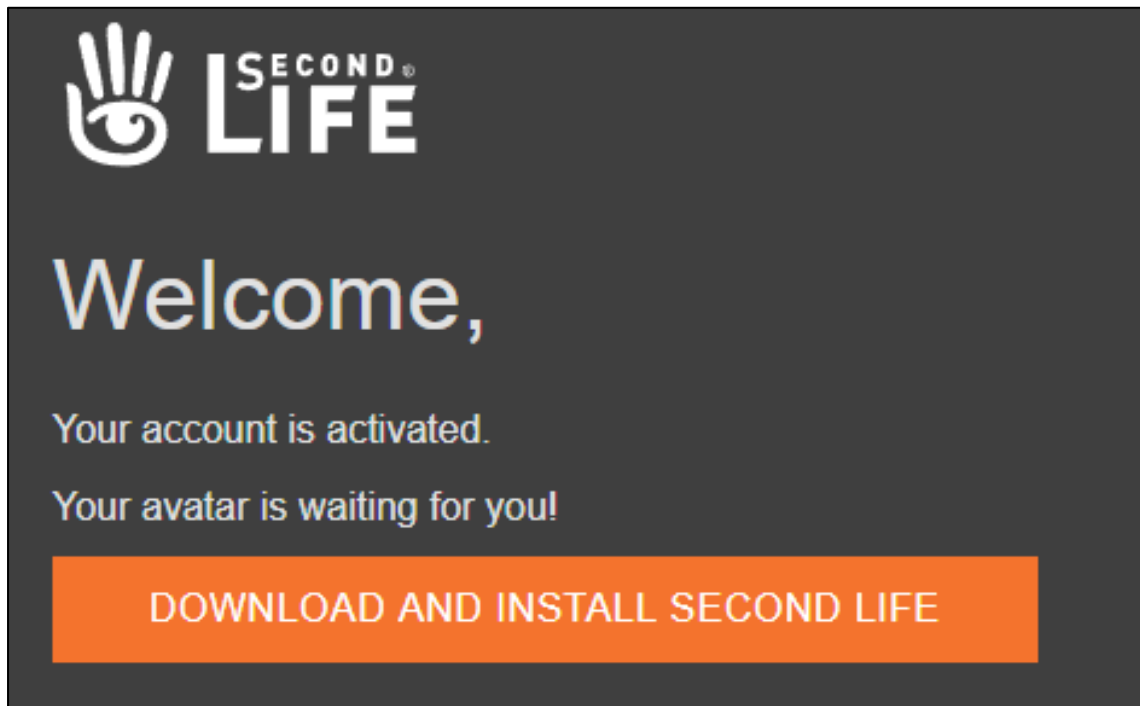 SECOND®
LIFE
Welcome,
Your account is activated.
Your avatar is waiting for you!
DOWNLOAD AND INSTALL SECOND LIFE